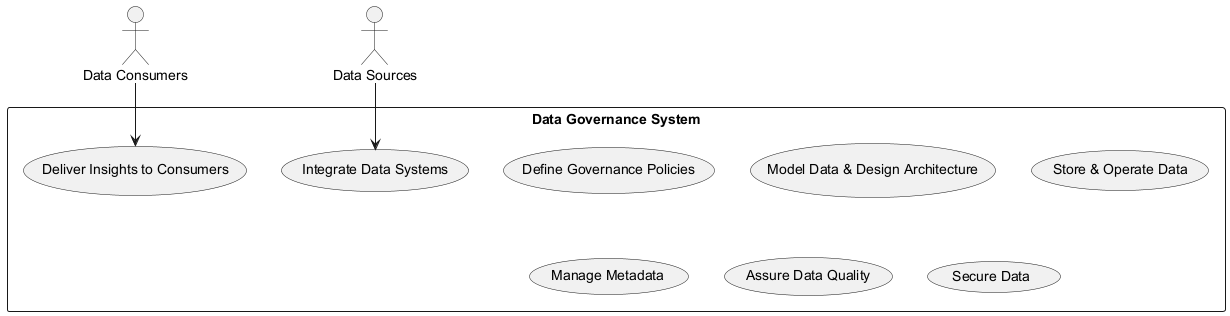 Data Consumers
Data Sources
Data Governance System
Deliver Insights to Consumers
Integrate Data Systems
Define Governance Policies
Model Data & Design Architecture
Store & Operate Data
Manage Metadata
Assure Data Quality
Secure Data